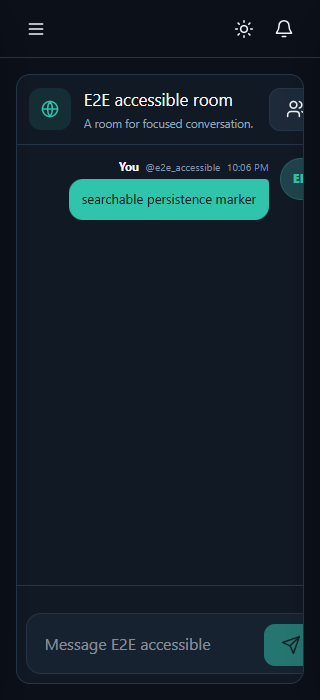 E2E accessible room
A room for focused conversation.
You @e2e_accessible 10:06 PM
searchable persistence marker
Message E2E accessible